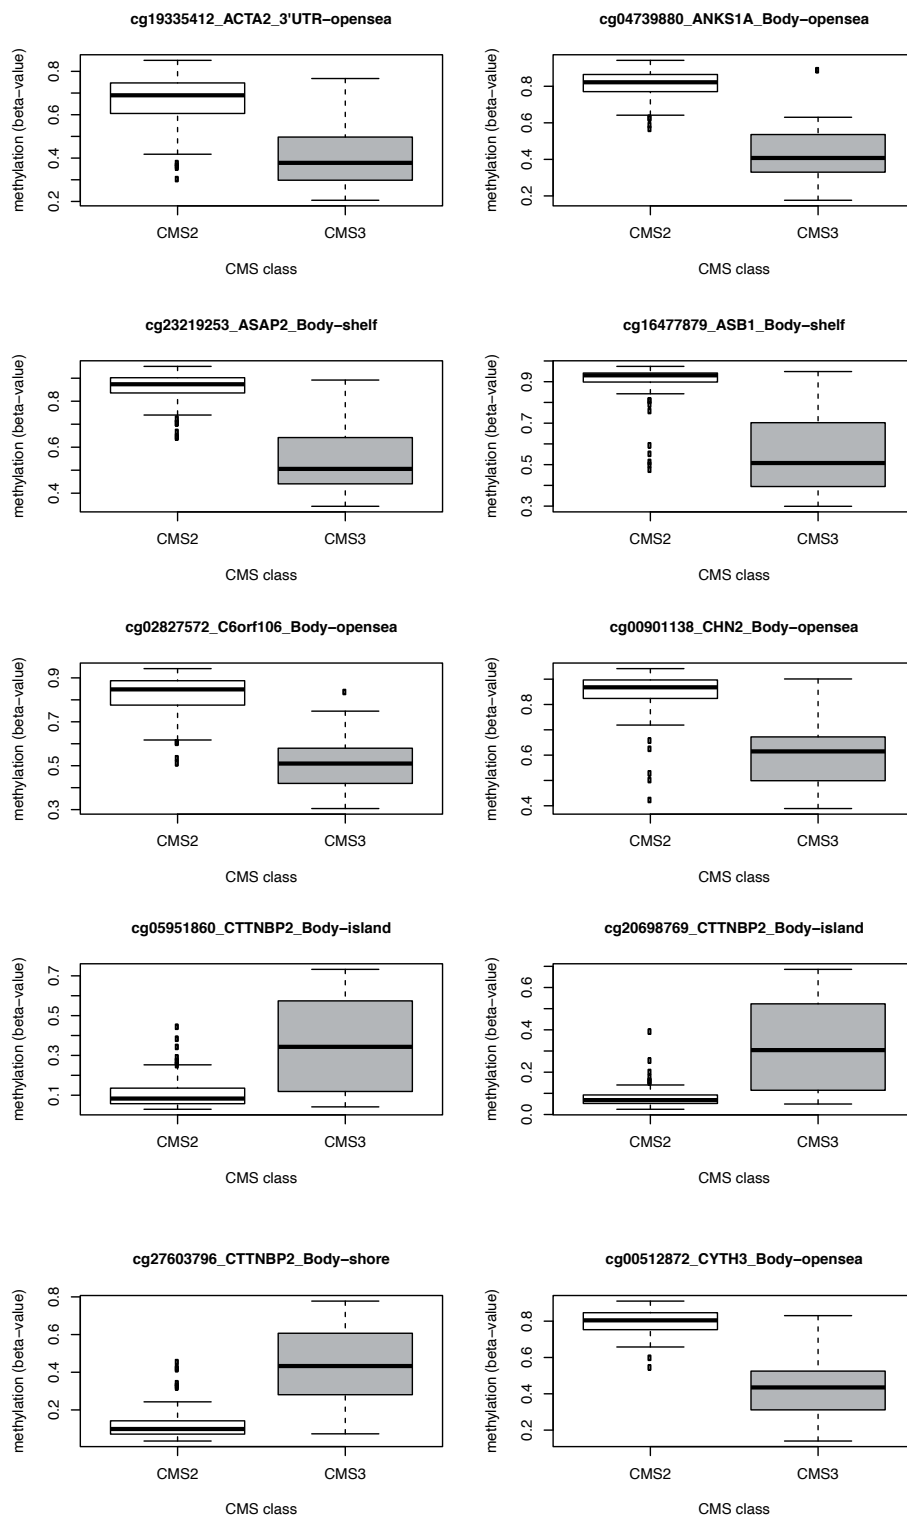 cg19335412_ACTA2_3'UTR−opensea
methylation (beta−value)
0.8
0.6
0.4
0.2
CMS2 CMS3
CMS class
cg04739880_ANKS1A_Body−opensea
methylation (beta−value)
0.8
0.6
0.4
0.2
CMS2 CMS3
CMS class
cg23219253_ASAP2_Body−shelf
methylation (beta−value)
0.8
0.6
0.4
CMS2 CMS3
CMS class
cg16477879_ASB1_Body−shelf
methylation (beta−value)
0.9
0.7
0.5
0.3
CMS2 CMS3
CMS class
cg02827572_C6orf106_Body−opensea
methylation (beta−value)
0.9
0.7
0.5
0.3
CMS2 CMS3
CMS class
cg00901138_CHN2_Body−opensea
methylation (beta−value)
0.8
0.6
0.4
CMS2 CMS3
CMS class
cg05951860_CTTNBP2_Body−island
methylation (beta−value)
0.7
0.5
0.3
0.1
CMS2 CMS3
CMS class
cg20698769_CTTNBP2_Body−island
methylation (beta−value)
0.6
0.4
0.2
0.0
CMS2 CMS3
CMS class
cg27603796_CTTNBP2_Body−shore
methylation (beta−value)
0.8
0.6
0.4
0.2
CMS2 CMS3
CMS class
cg00512872_CYTH3_Body−opensea
methylation (beta−value)
0.8
0.6
0.4
0.2
CMS2 CMS3
CMS class